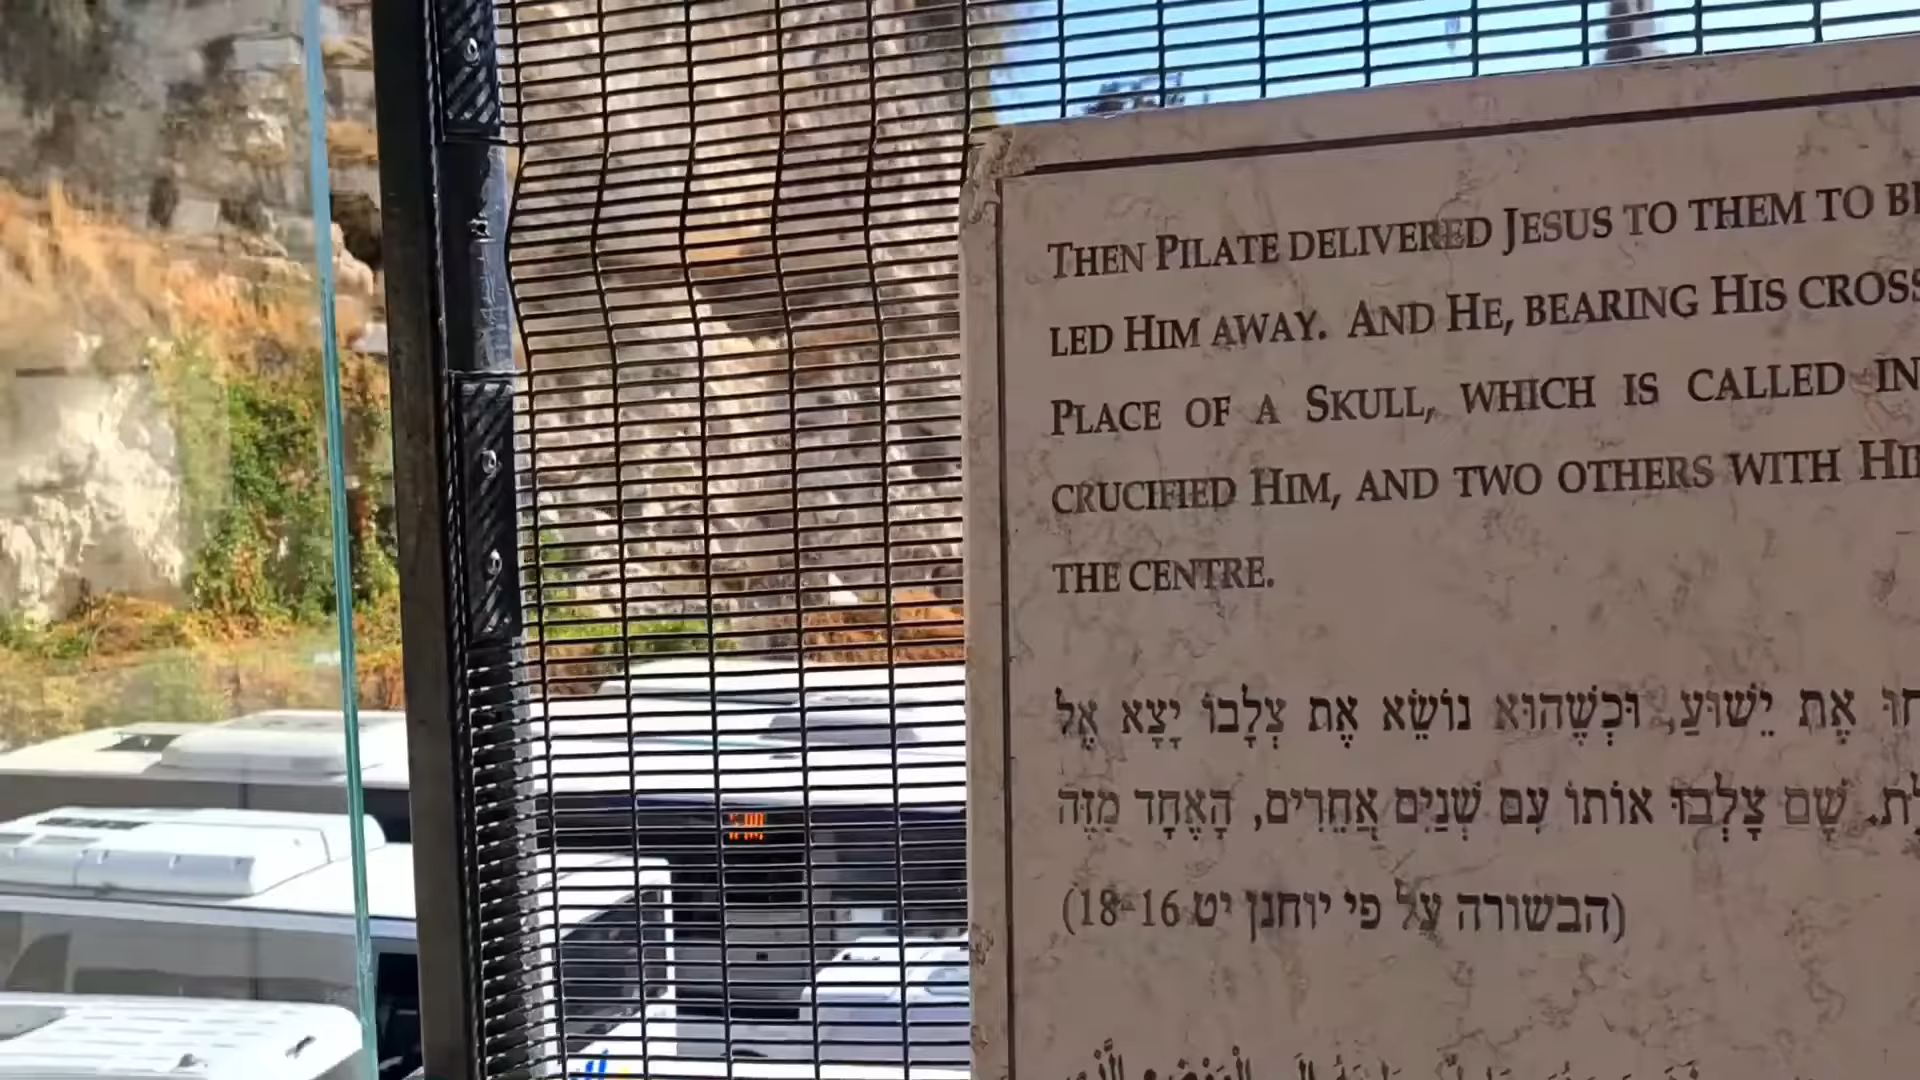 THEN PILATE DELIVERED JESUS TO THEM TO
LED HIM AWAY. AND HE, BEARING HIS CROSS
PLACE OF A SKULL, WHICH IS CALLED IN
CRUCIFIED HIM, AND TWO OTHERS WITH
THE CENTRE.
אֶת יֵשׁוּעַ, וּכְשֶׁהוּא נוֹשֵׂא אֶת צְלָבוֹ יָצָא אֶל
שָׁם צָלְבוּ אוֹתוֹ עִם שְׁנַיִם אֲחֵרִים, הָאֶחָד מִזֶּה
(הבשורה על פי יוחנן יט 16-18)